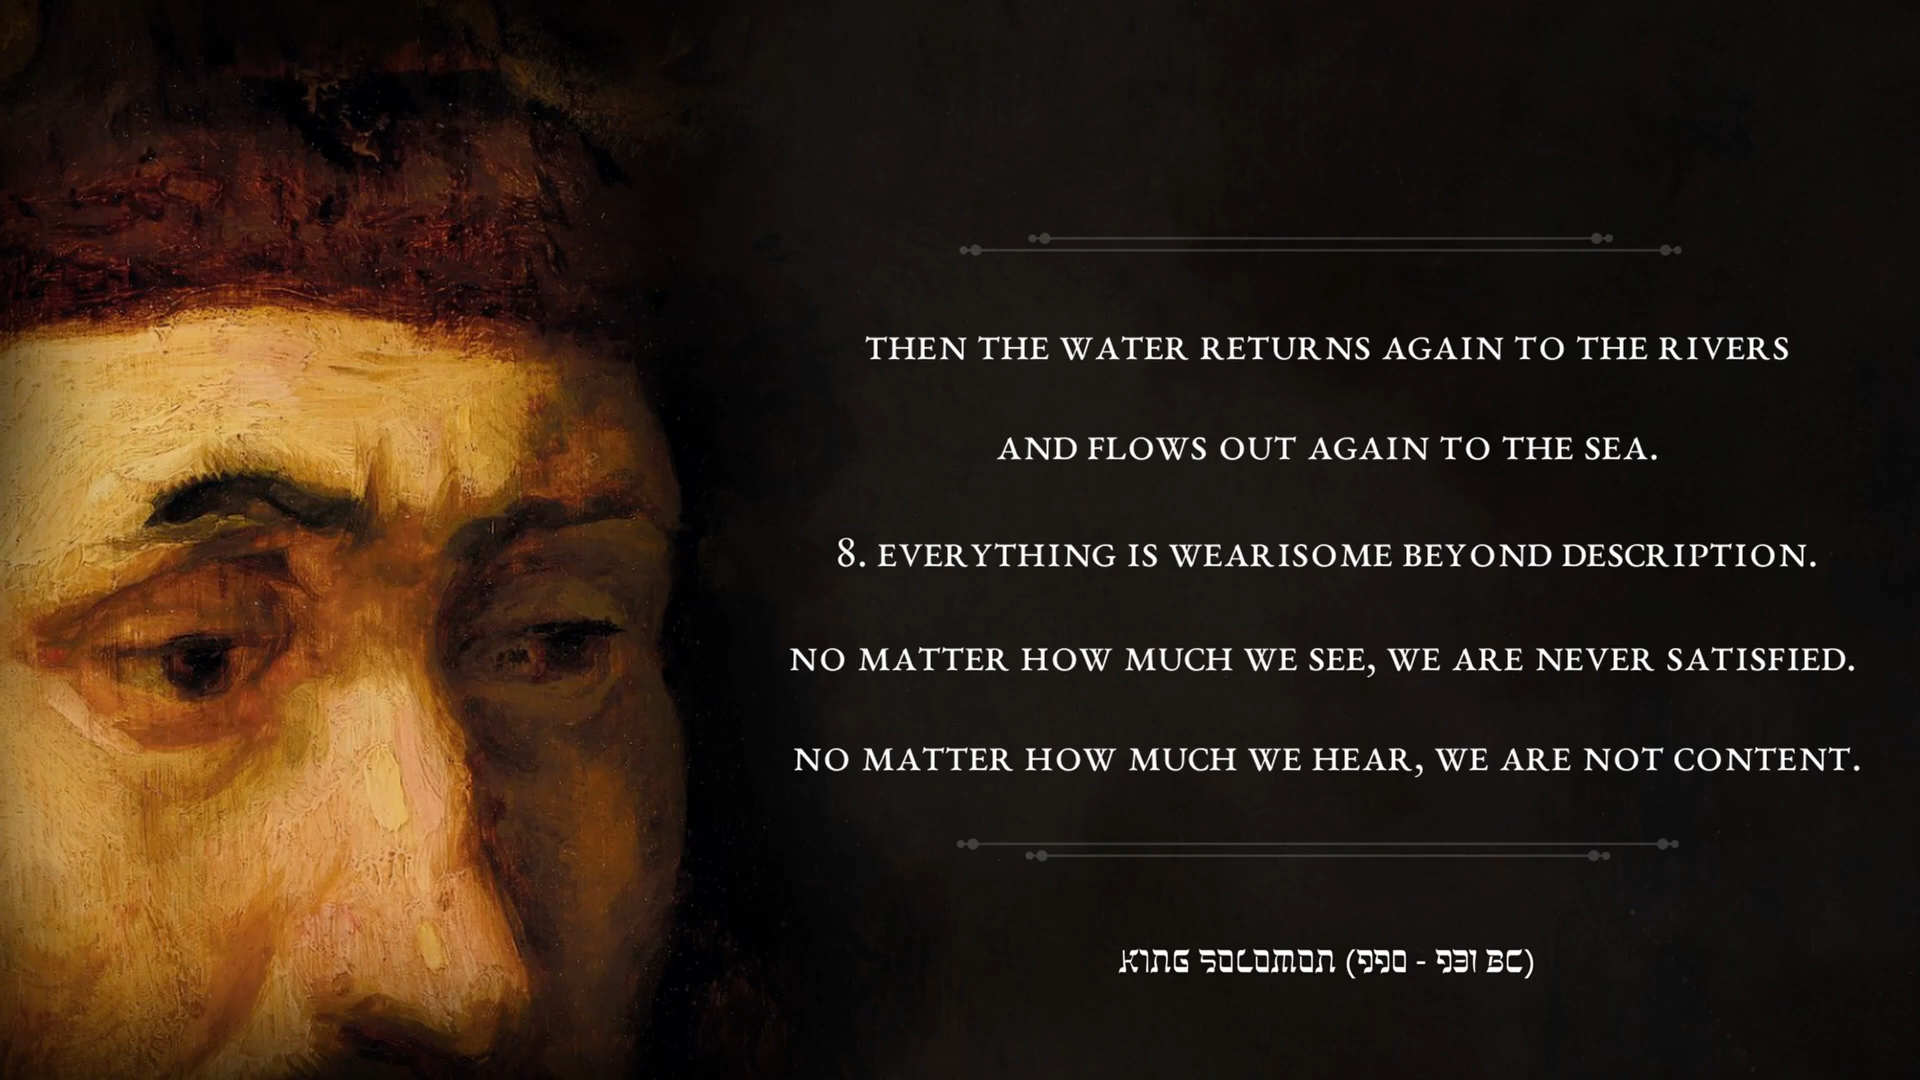 THEN THE WATER RETURNS AGAIN TO THE RIVERS
AND FLOWS OUT AGAIN TO THE SEA.
8. EVERYTHING IS WEARISOME BEYOND DESCRIPTION.
NO MATTER HOW MUCH WE SEE, WE ARE NEVER SATISFIED.
NO MATTER HOW MUCH WE HEAR, WE ARE NOT CONTENT.
KING SOLOMON (990 - 931 BC)